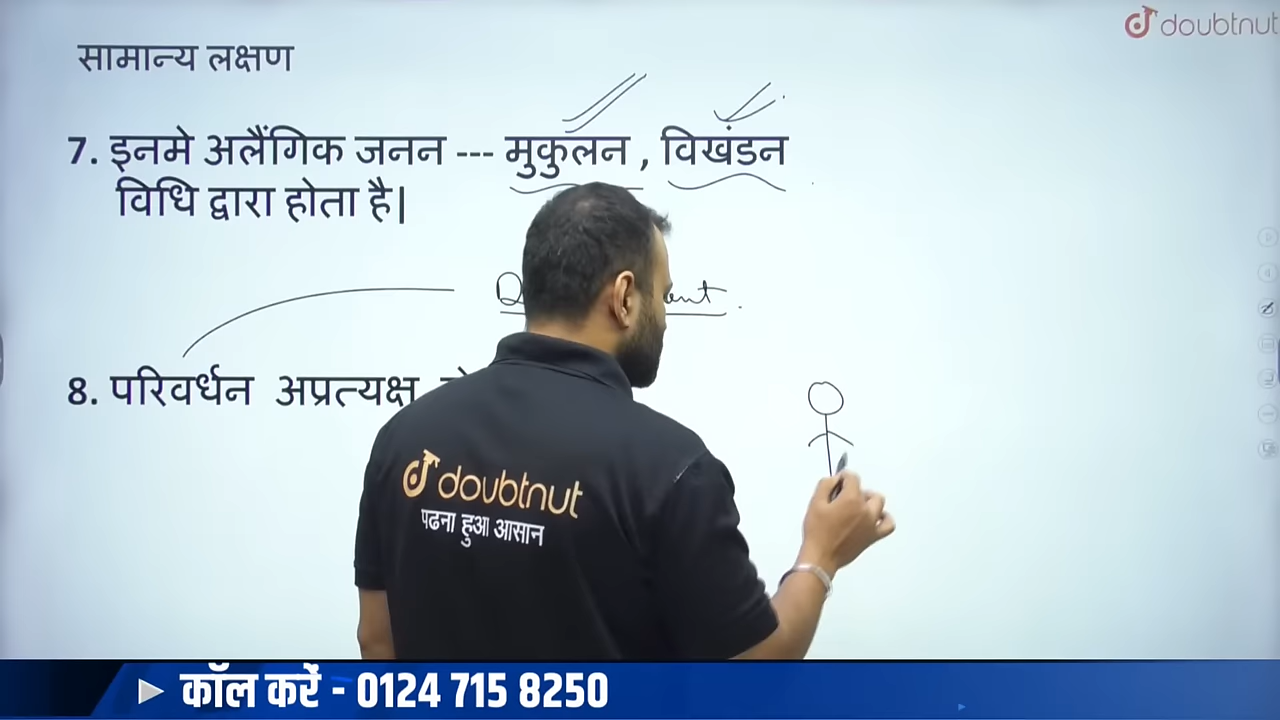 doubtnut
सामान्य लक्षण
7. इनमे अलैंगिक जनन --- मुकुलन , विखंडन
विधि द्वारा होता है|
8. परिवर्धन अप्रत्यक्ष
doubtnut
पढना हुआ आसान
कॉल करें - 0124 715 8250